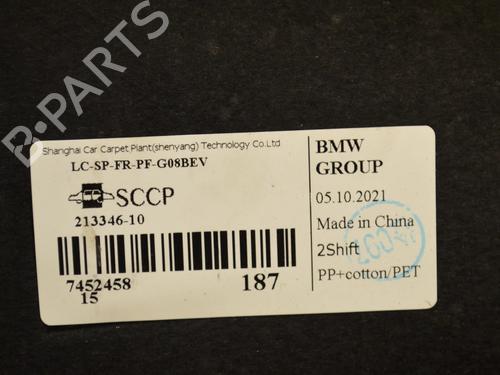 B-PARTS
Shanghai Car Carpet Plant(shenyang) Technology Co.Ltd
LC-SP-FR-PF-G08BEV
SCCP
213346-10
7452458
15
187
BMW
GROUP
05.10.2021
Made in China
2Shift
PP+cotton/PET